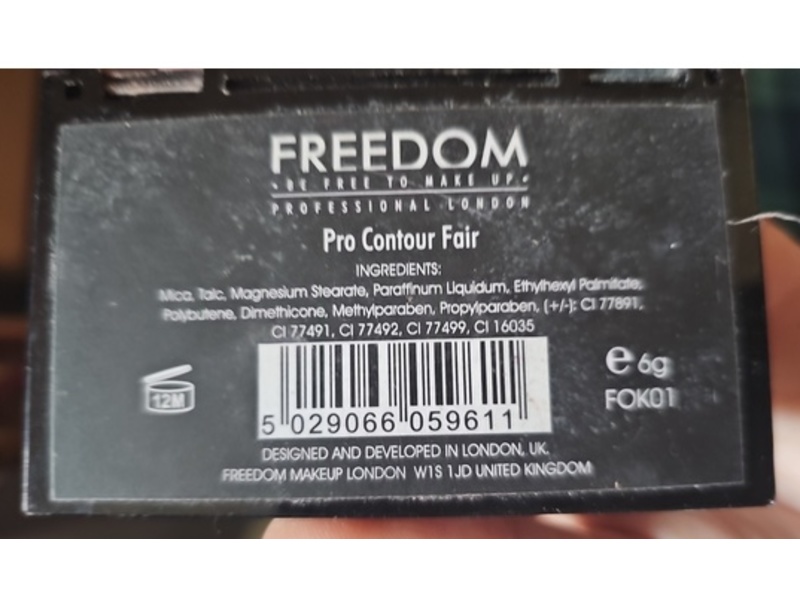 FREEDOM
• BE FREE TO MAKE UP •
PROFESSIONAL LONDON
Pro Contour Fair
INGREDIENTS:
Mica, Talc, Magnesium Stearate, Paraffinum Liquidum, Ethylhexyl Palmitate,
Polybutene, Dimethicone, Methylparaben, Propylparaben, (+/-): CI 77891,
CI 77491, CI 77492, CI 77499, CI 16035
12M
e 6g
FOK01
5 029066 059611
DESIGNED AND DEVELOPED IN LONDON, UK.
FREEDOM MAKEUP LONDON W1S 1JD UNITED KINGDOM